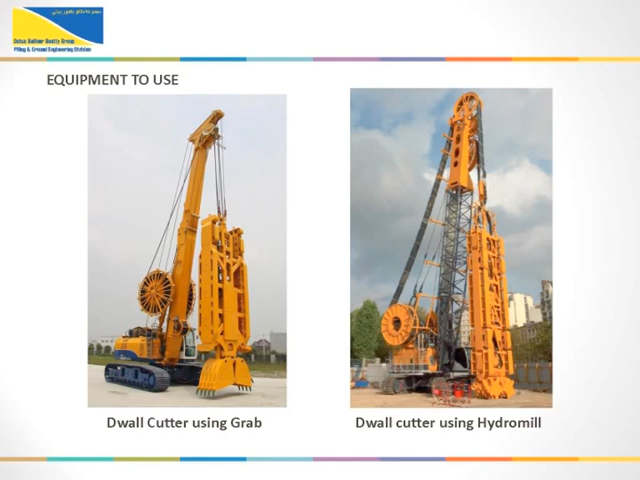 Dutco Balfour Beatty Group
Piling & Ground Engineering Division
EQUIPMENT TO USE
Dwall Cutter using Grab
Dwall cutter using Hydromill